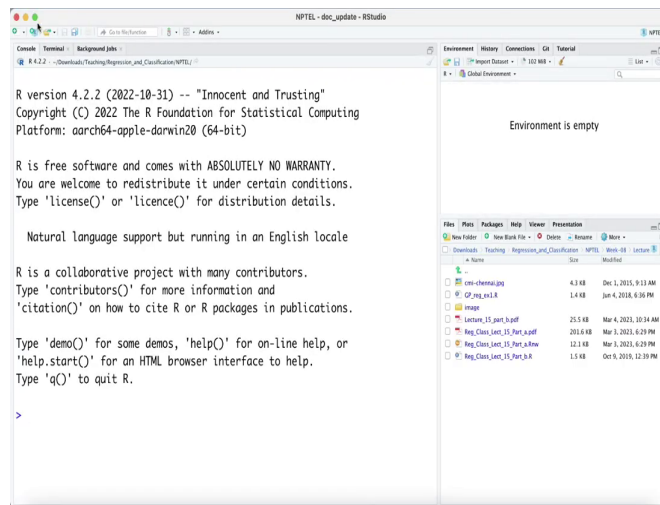 NPTEL - doc_update - RStudio
Go to file/function
Addins
NPTE
Console Terminal Background Jobs
R 4.2.2 · ~/Downloads/Teaching/Regression_and_Classification/NPTEL/
R version 4.2.2 (2022-10-31) -- "Innocent and Trusting"
Copyright (C) 2022 The R Foundation for Statistical Computing
Platform: aarch64-apple-darwin20 (64-bit)
R is free software and comes with ABSOLUTELY NO WARRANTY.
You are welcome to redistribute it under certain conditions.
Type 'license()' or 'licence()' for distribution details.
Natural language support but running in an English locale
R is a collaborative project with many contributors.
Type 'contributors()' for more information and
'citation()' on how to cite R or R packages in publications.
Type 'demo()' for some demos, 'help()' for on-line help, or
'help.start()' for an HTML browser interface to help.
Type 'q()' to quit R.
>
Environment History Connections Git Tutorial
Import Dataset 102 MiB List
R Global Environment
Environment is empty
Files Plots Packages Help Viewer Presentation
New Folder New Blank File Delete Rename More
Downloads Teaching Regression_and_Classification NPTEL Week-08 Lecture
Name Size Modified
..
cmi-chennai.jpg 4.3 KB Dec 1, 2015, 9:13 AM
GP_reg_ex1.R 1.4 KB Jun 4, 2018, 6:36 PM
image
Lecture_15_part_b.pdf 25.5 KB Mar 4, 2023, 10:34 AM
Reg_Class_Lect_15_Part_a.pdf 201.6 KB Mar 3, 2023, 6:29 PM
Reg_Class_Lect_15_Part_a.Rnw 12.1 KB Mar 3, 2023, 6:29 PM
Reg_Class_Lect_15_Part_b.R 1.5 KB Oct 9, 2019, 12:39 PM